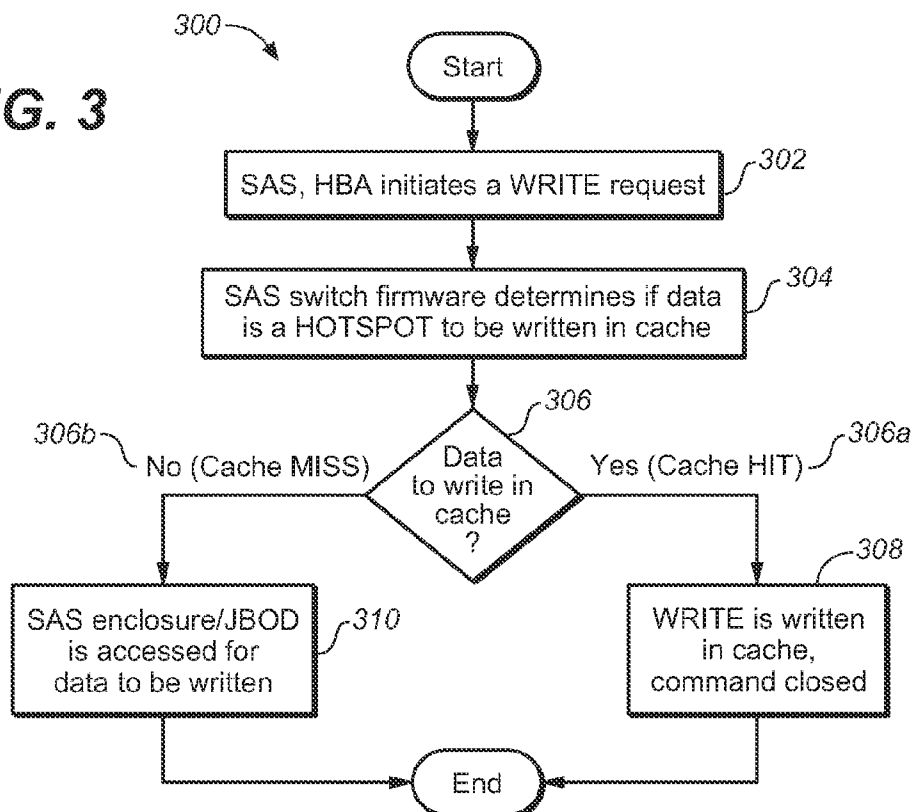 300
G. 3
Start
SAS, HBA initiates a WRITE request
302
SAS switch firmware determines if data
is a HOTSPOT to be written in cache
304
306
306b
306a
No (Cache MISS)
Data
to write in
cache
?
Yes (Cache HIT)
SAS enclosure/JBOD
is accessed for
data to be written
310
308
WRITE is written
in cache,
command closed
End